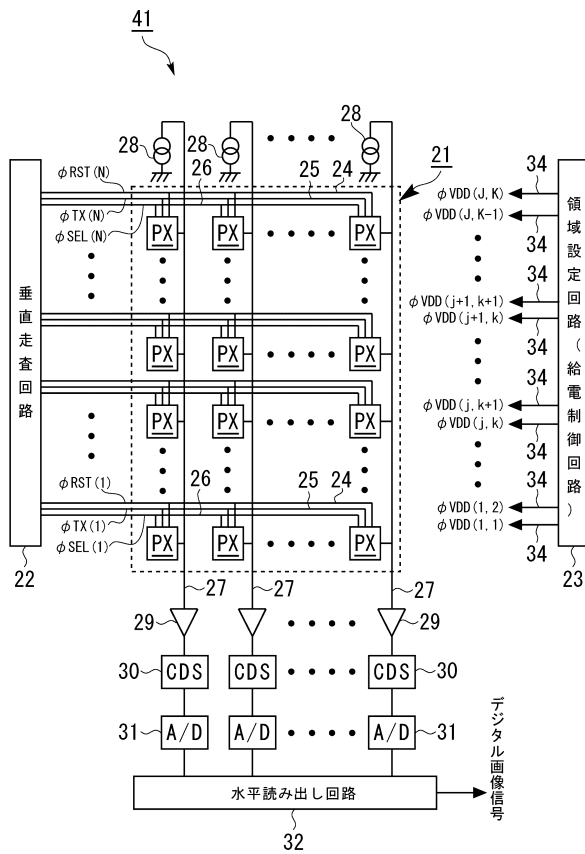 41
28
28
28
φRST(N)
φTX(N)
φSEL(N)
26
25
24
21
PX
PX
PX
垂直走査回路
22
PX
PX
PX
PX
PX
PX
φRST(1)
φTX(1)
φSEL(1)
26
25
24
PX
PX
PX
φVDD(J,K)
34
φVDD(J,K-1)
34
φVDD(j+1,k+1)
34
φVDD(j+1,k)
34
φVDD(j,k+1)
34
φVDD(j,k)
34
φVDD(1,2)
34
φVDD(1,1)
34
領域設定回路(給電制御回路)
23
27
27
27
29
29
30
CDS
CDS
CDS
30
31
A/D
A/D
A/D
31
水平読み出し回路
32
デジタル画像信号